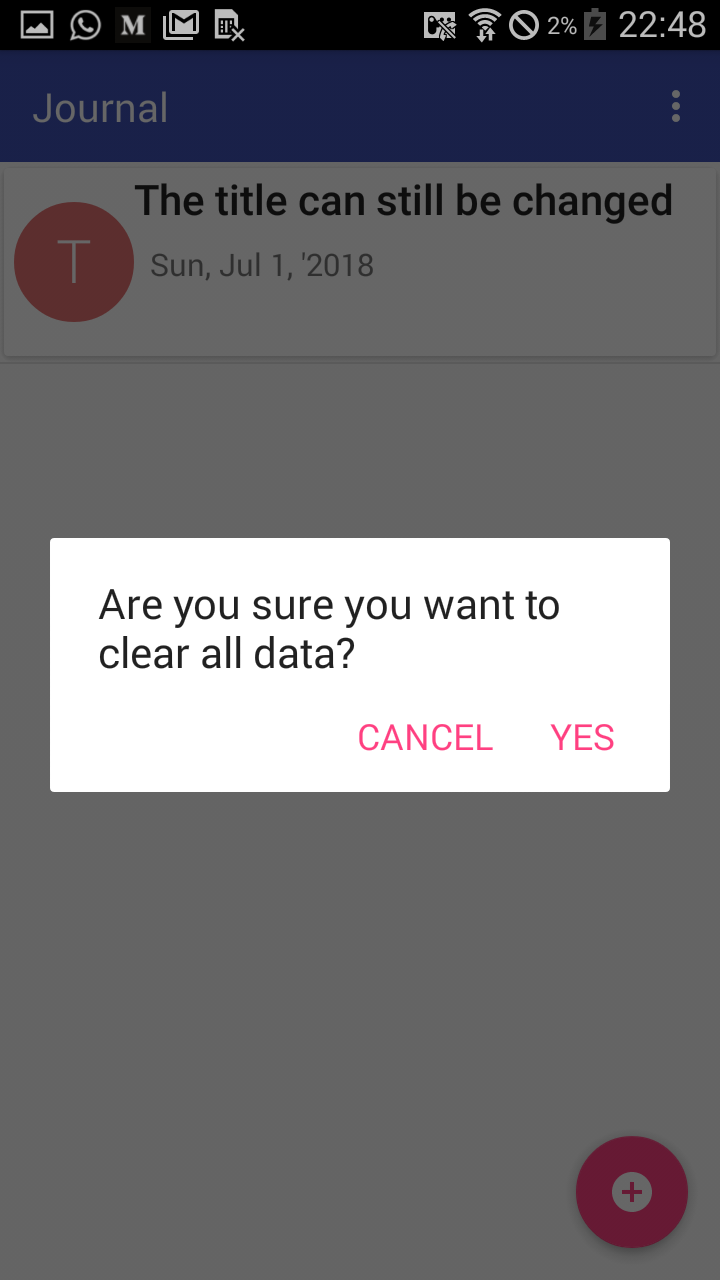 M
2%
22:48
Journal
The title can still be changed
T
Sun, Jul 1, '2018
Are you sure you want to
clear all data?
CANCEL
YES